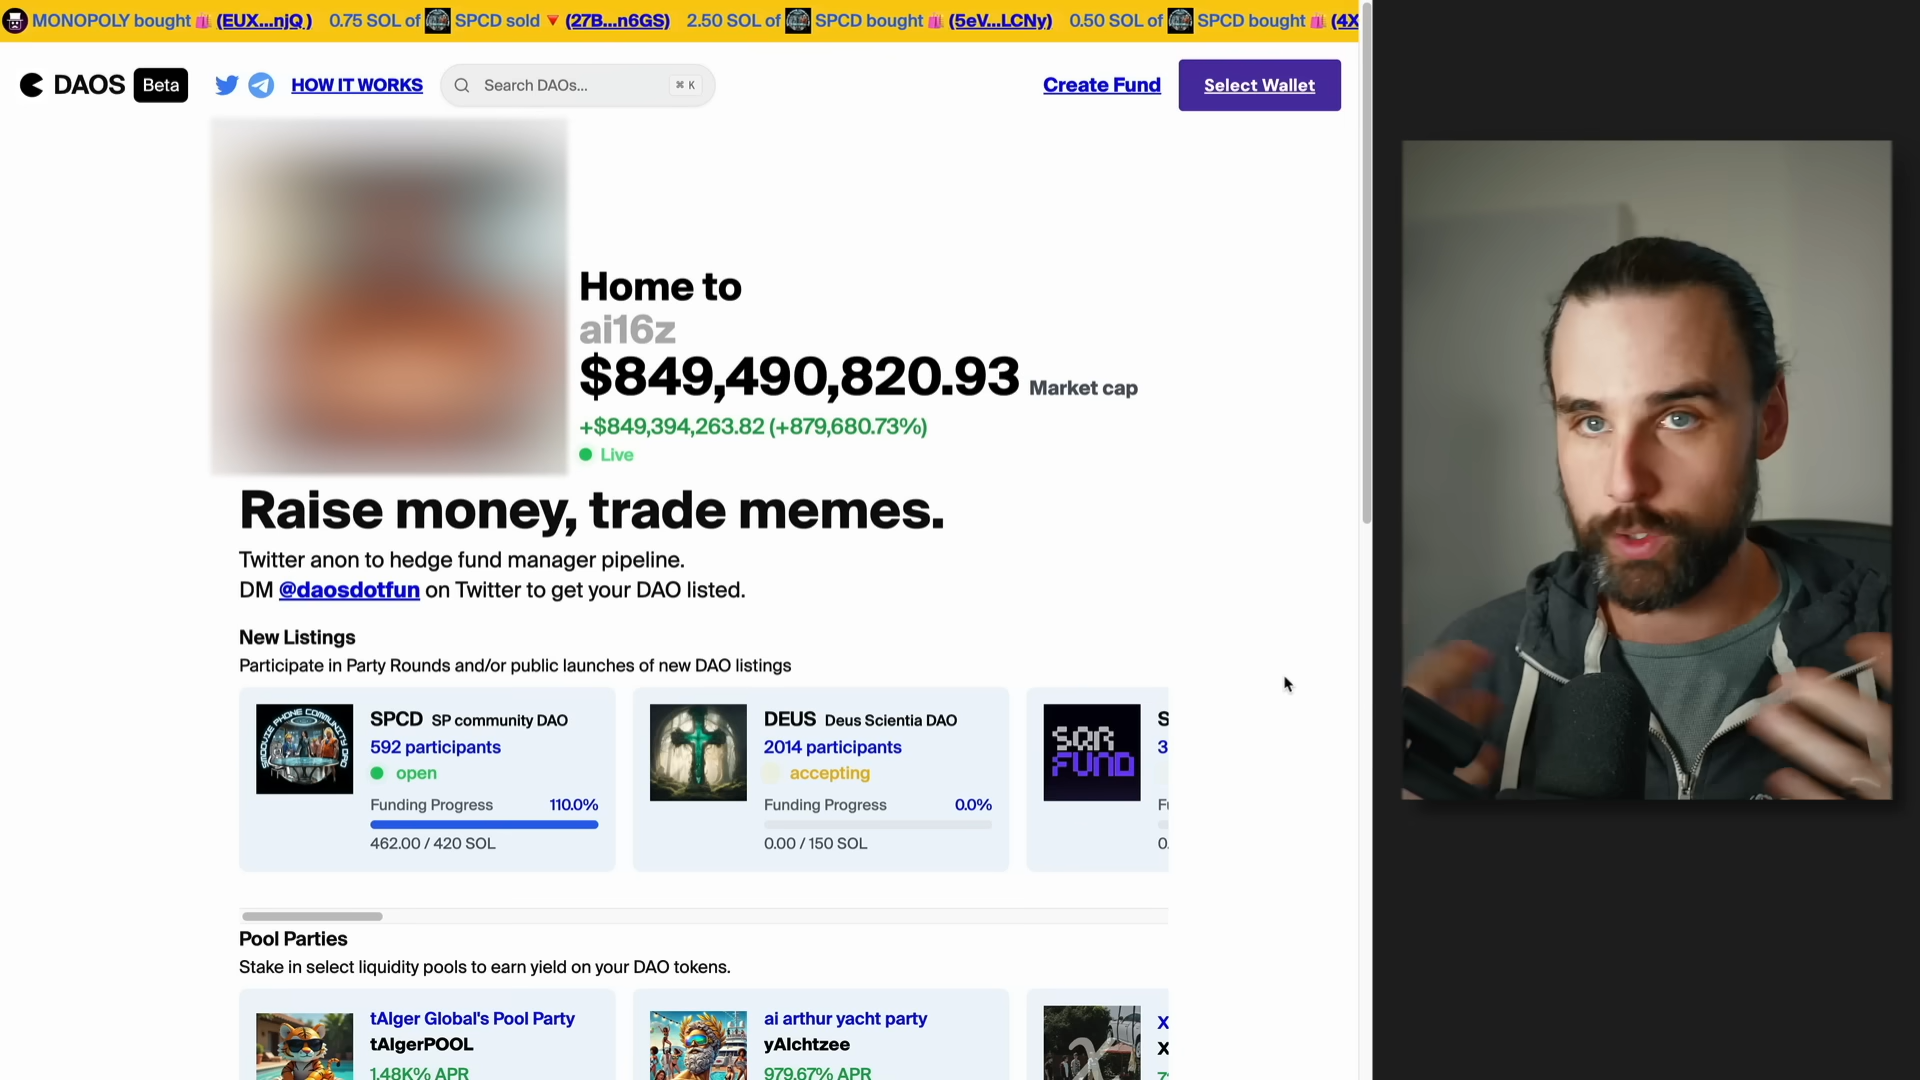 MONOPOLY bought (EUX...njQ) 0.75 SOL of SPCD sold (27B...n6GS) 2.50 SOL of SPCD bought (5eV...LCNy) 0.50 SOL of SPCD bought (4X
DAOS Beta HOW IT WORKS Search DAOs... ⌘ K Create Fund Select Wallet
Home to
ai16z
$849,490,820.93 Market cap
+$849,394,263.82 (+879,680.73%)
Live
Raise money, trade memes.
Twitter anon to hedge fund manager pipeline.
DM @daosdotfun on Twitter to get your DAO listed.
New Listings
Participate in Party Rounds and/or public launches of new DAO listings
SPCD SP community DAO
592 participants
open
Funding Progress 110.0%
462.00 / 420 SOL
DEUS Deus Scientia DAO
2014 participants
accepting
Funding Progress 0.0%
0.00 / 150 SOL
SQR
FUND
S
3
Fu
0.
Pool Parties
Stake in select liquidity pools to earn yield on your DAO tokens.
tAIger Global's Pool Party
tAIgerPOOL
1.48K% APR
ai arthur yacht party
yAIchtzee
979.67% APR
X
X